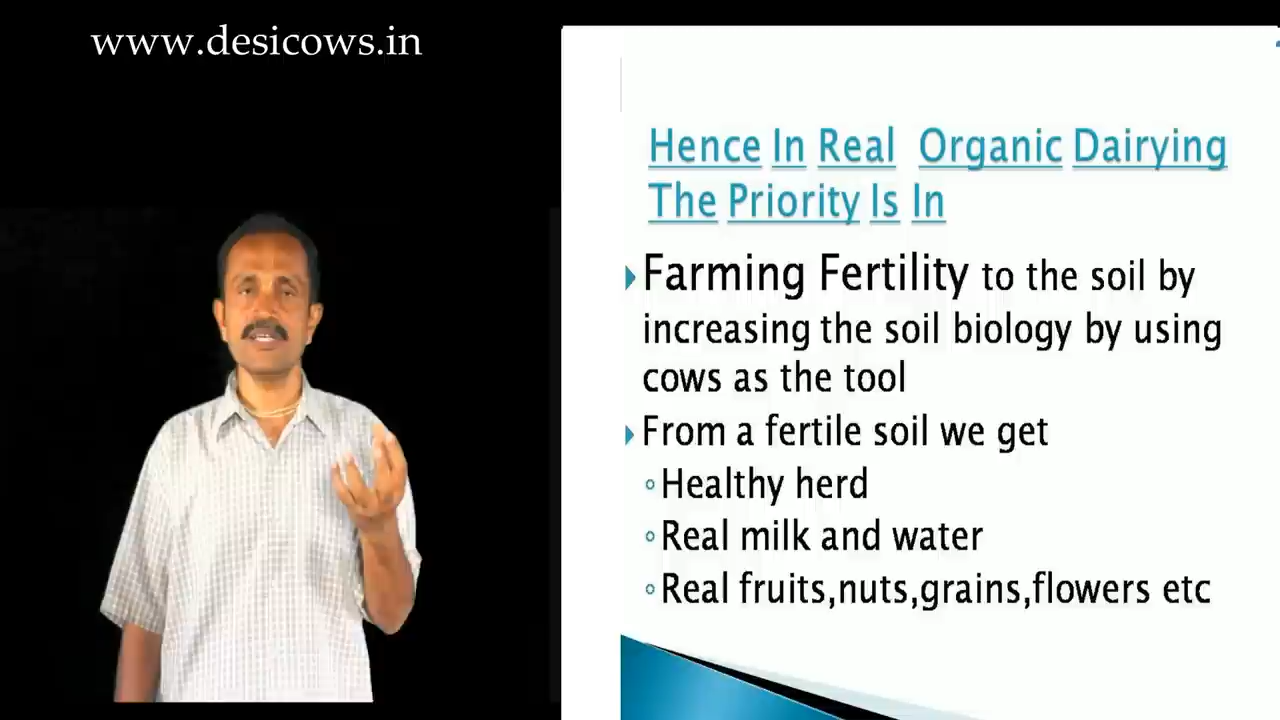 www.desicows.in
Hence In Real Organic Dairying
The Priority Is In
Farming Fertility to the soil by
increasing the soil biology by using
cows as the tool
From a fertile soil we get
Healthy herd
Real milk and water
Real fruits,nuts,grains,flowers etc